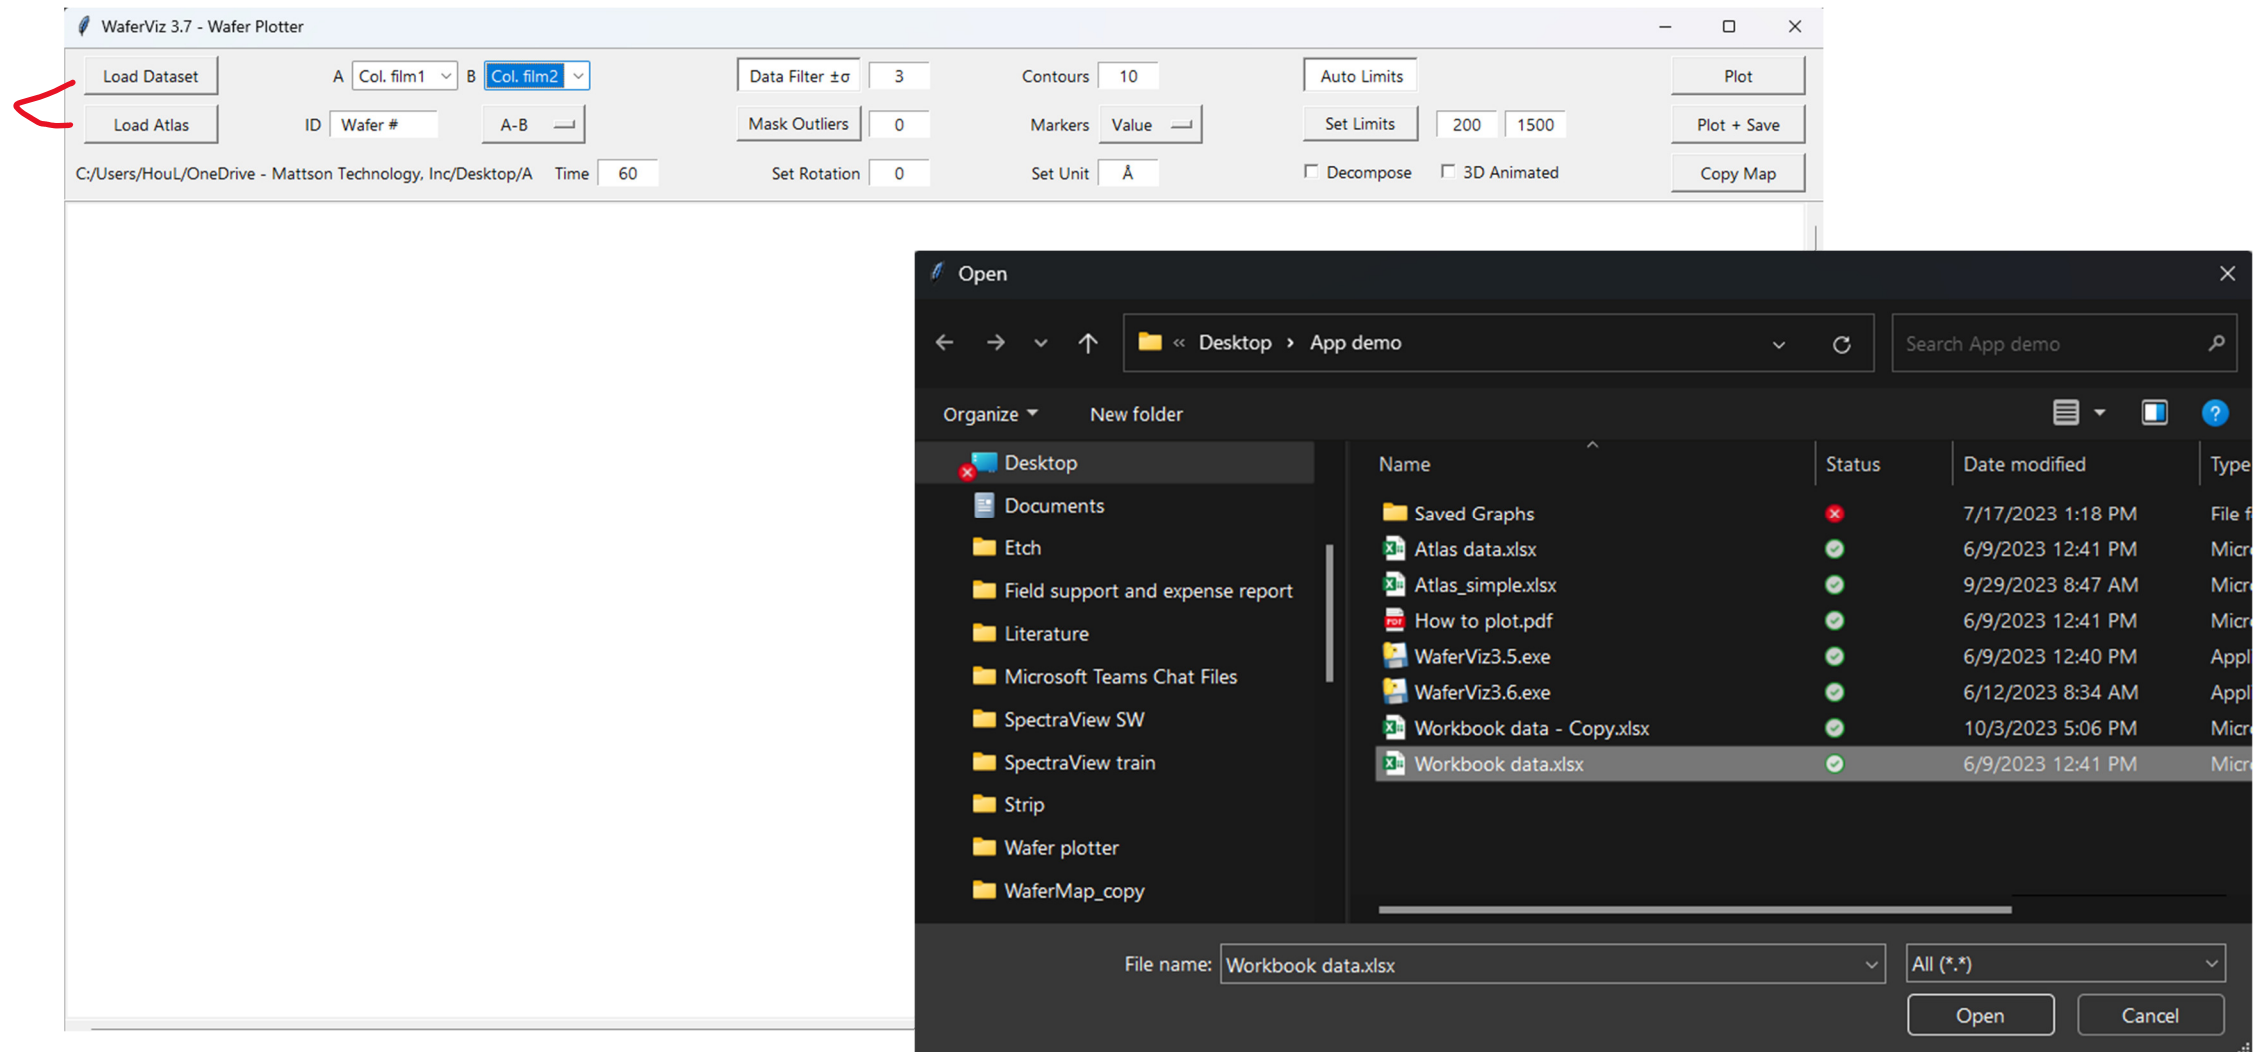 WaferViz 3.7 - Wafer Plotter
Load Dataset A Col. film1 B Col. film2 Data Filter ±σ 3 Contours 10 Auto Limits Plot
Load Atlas ID Wafer # A-B Mask Outliers 0 Markers Value Set Limits 200 1500 Plot + Save
C:/Users/HouL/OneDrive - Mattson Technology, Inc/Desktop/A Time 60 Set Rotation 0 Set Unit Å Decompose 3D Animated Copy Map
Open
« Desktop › App demo Search App demo
Organize New folder
Desktop
Documents
Etch
Field support and expense report
Literature
Microsoft Teams Chat Files
SpectraView SW
SpectraView train
Strip
Wafer plotter
WaferMap_copy
Name Status Date modified Type
Saved Graphs 7/17/2023 1:18 PM File f
Atlas data.xlsx 6/9/2023 12:41 PM Micr
Atlas_simple.xlsx 9/29/2023 8:47 AM Micr
How to plot.pdf 6/9/2023 12:41 PM Micr
WaferViz3.5.exe 6/9/2023 12:40 PM Appl
WaferViz3.6.exe 6/12/2023 8:34 AM Appl
Workbook data - Copy.xlsx 10/3/2023 5:06 PM Micr
Workbook data.xlsx 6/9/2023 12:41 PM Micr
File name: Workbook data.xlsx All (*.*)
Open Cancel